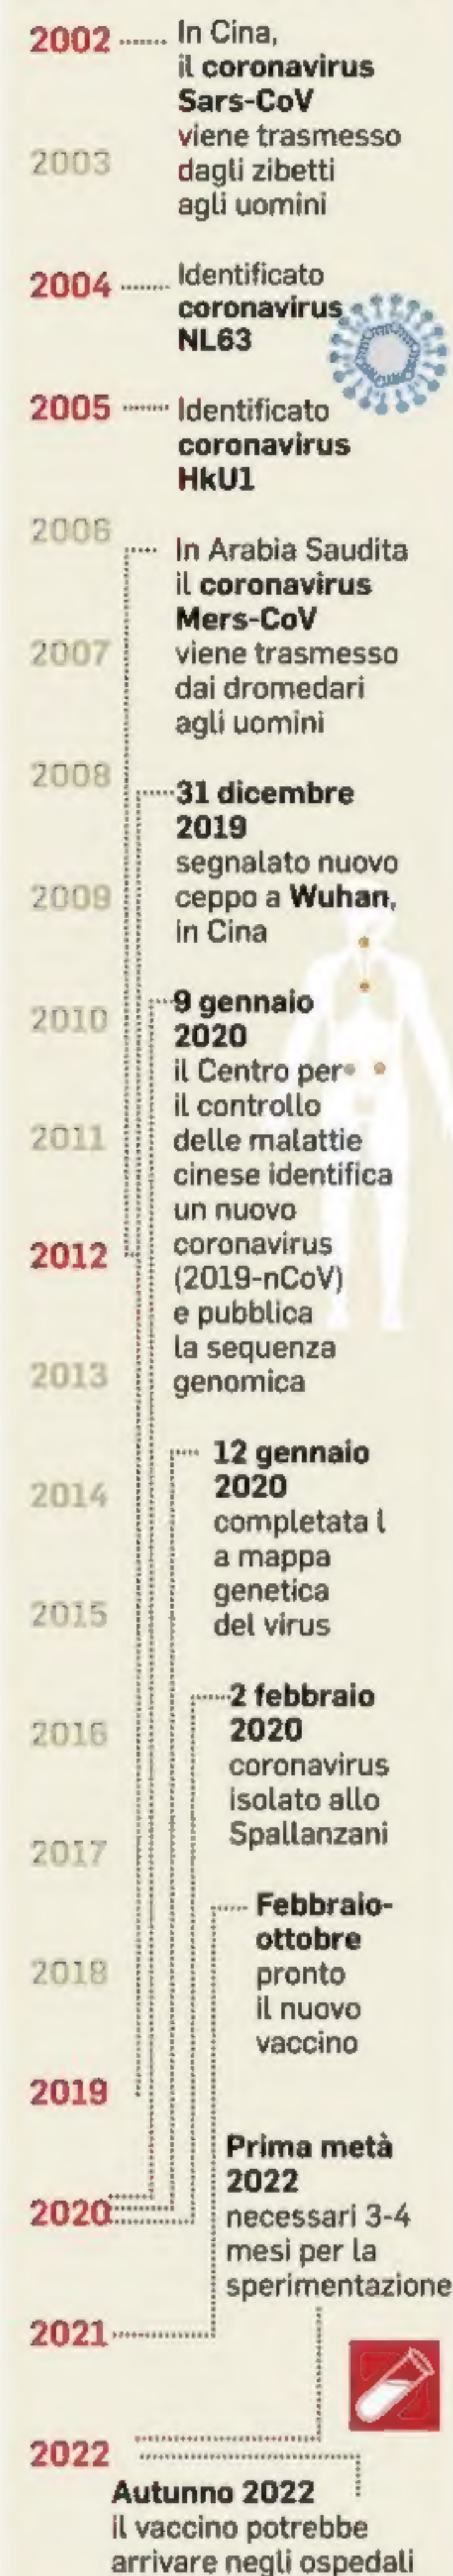 2002
In Cina,
il coronavirus
Sars-CoV
viene trasmesso
2003
dagli zibetti
agli uomini
2004
Identificato
coronavirus
NL63
2005
Identificato
coronavirus
HkU1
2006
In Arabia Saudita
il coronavirus
Mers-CoV
2007
viene trasmesso
dai dromedari
agli uomini
2008
31 dicembre
2019
segnalato nuovo
2009
ceppo a Wuhan,
in Cina
9 gennaio
2010
2020
il Centro per
il controllo
2011
delle malattie
cinese identifica
un nuovo
2012
coronavirus
(2019-nCoV)
e pubblica
la sequenza
2013
genomica
12 gennaio
2014
2020
completata l
a mappa
genetica
2015
del virus
2 febbraio
2016
2020
coronavirus
isolato allo
2017
Spallanzani
Febbraio-
ottobre
2018
pronto
il nuovo
vaccino
2019
Prima metà
2022
2020
necessari 3-4
mesi per la
sperimentazione
2021
2022
Autunno 2022
il vaccino potrebbe
arrivare negli ospedali